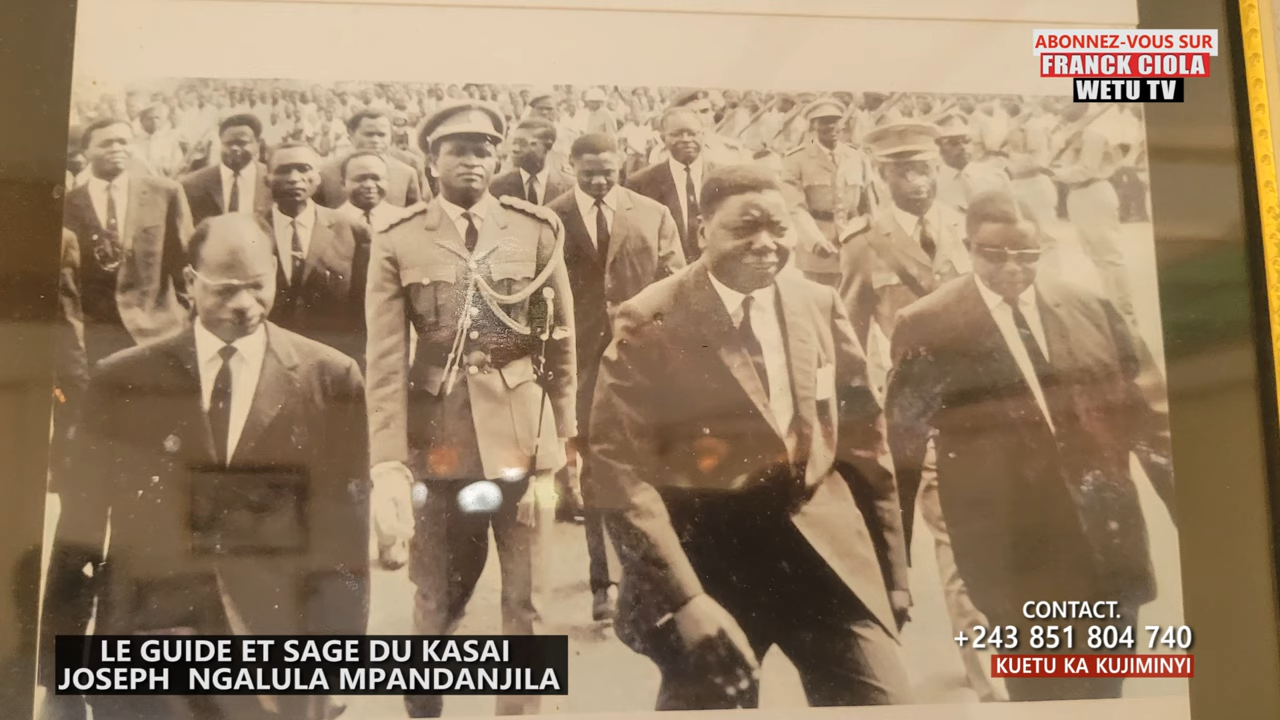 ABONNEZ-VOUS SUR
FRANCK CIOLA
WETU TV
LE GUIDE ET SAGE DU KASAI
JOSEPH NGALULA MPANDANJILA
CONTACT.
+243 851 804 740
KUETU KA KUJIMINYI